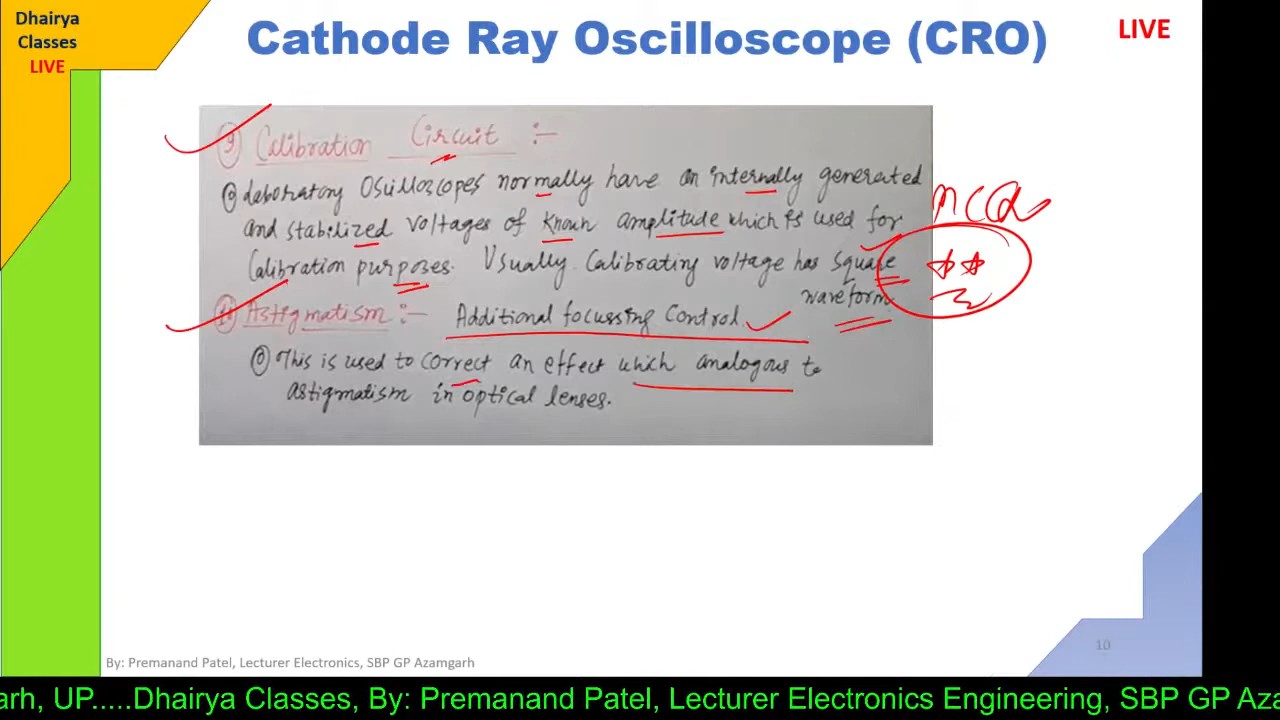 Dhairya
Classes
LIVE
Cathode Ray Oscilloscope (CRO)
LIVE
9 Calibration Circuit :-
Laboratory Oscilloscopes normally have an internally generated
and stabilized voltages of known amplitude which is used for
Calibration purposes. Usually Calibrating voltage has square
waveform
MCQ
10 Astigmatism :- Additional focussing Control.
This is used to correct an effect which analogous to
astigmatism in optical lenses.
10
By: Premanand Patel, Lecturer Electronics, SBP GP Azamgarh
arh, UP.....Dhairya Classes, By: Premanand Patel, Lecturer Electronics Engineering, SBP GP Aza